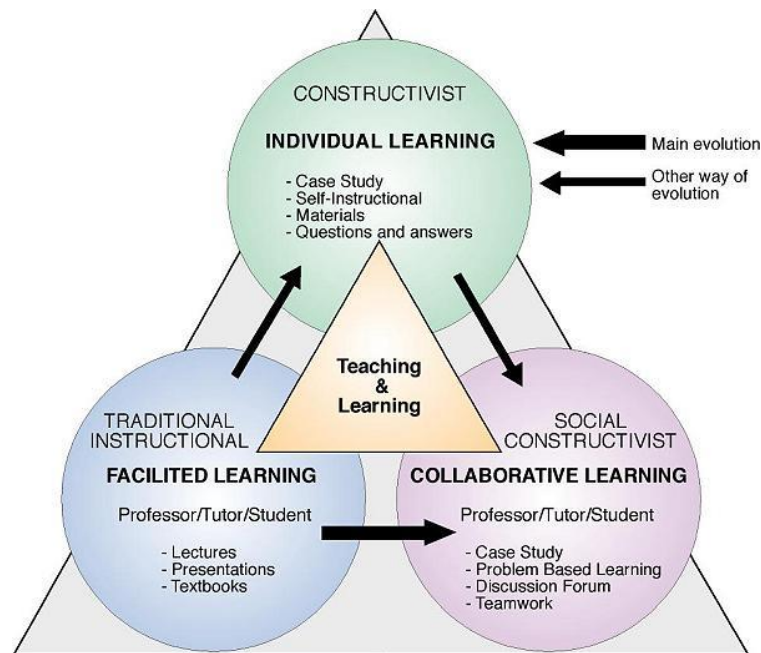 CONSTRUCTIVIST
INDIVIDUAL LEARNING
- Case Study
- Self-Instructional
- Materials
- Questions and answers
Main evolution
Other way of
evolution
Teaching
&
Learning
TRADITIONAL
INSTRUCTIONAL
FACILITED LEARNING
Professor/Tutor/Student
- Lectures
- Presentations
- Textbooks
SOCIAL
CONSTRUCTIVIST
COLLABORATIVE LEARNING
Professor/Tutor/Student
- Case Study
- Problem Based Learning
- Discussion Forum
- Teamwork